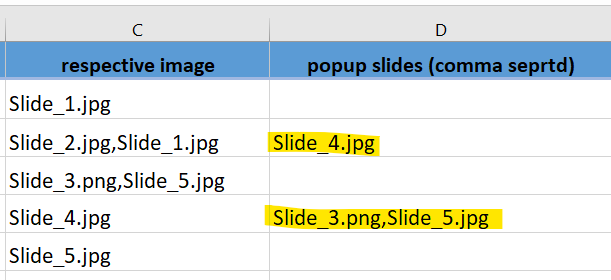 C D
respective image popup slides (comma seprtd)
Slide_1.jpg
Slide_2.jpg,Slide_1.jpg Slide_4.jpg
Slide_3.png,Slide_5.jpg
Slide_4.jpg Slide_3.png,Slide_5.jpg
Slide_5.jpg